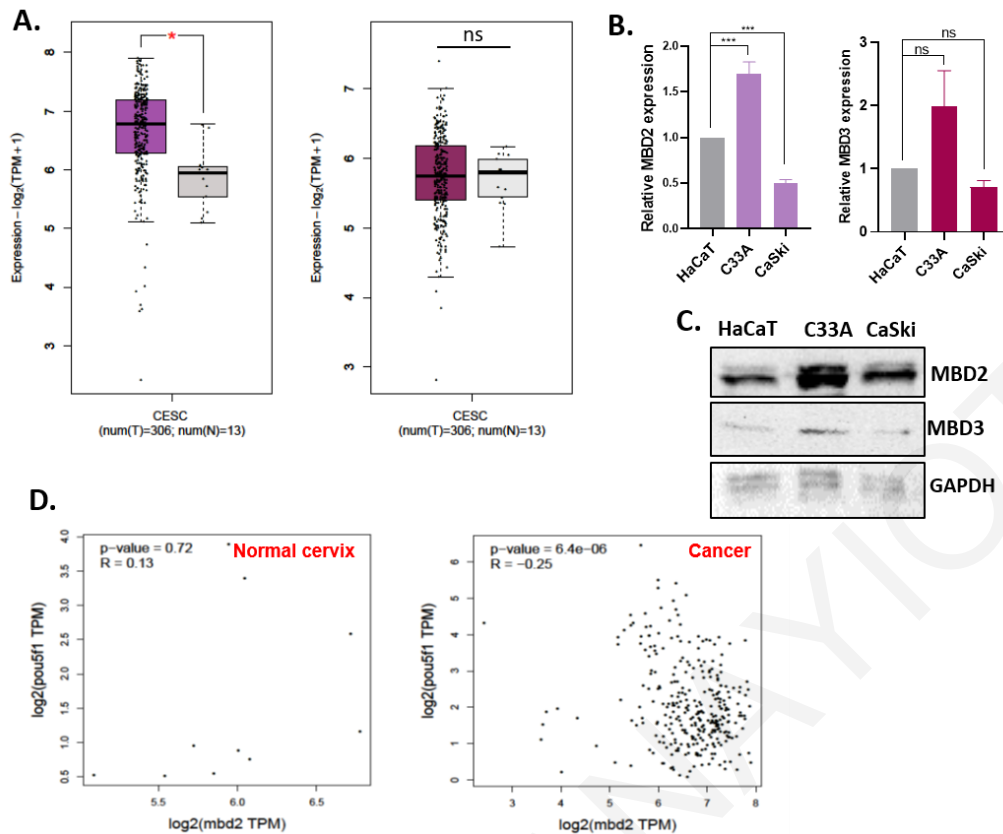 A.
Expression – log₂(TPM + 1)
8
7
6
5
4
3
*
CESC
(num(T)=306; num(N)=13)
Expression – log₂(TPM + 1)
7
6
5
4
3
ns
CESC
(num(T)=306; num(N)=13)
B.
Relative MBD2 expression
2.0
1.5
1.0
0.5
0.0
***
***
HaCaT
C33A
CaSki
Relative MBD3 expression
3
2
1
0
ns
ns
HaCaT
C33A
CaSki
C.
HaCaT C33A CaSki
MBD2
MBD3
GAPDH
D.
p-value = 0.72
R = 0.13
Normal cervix
log2(pou5f1 TPM)
4.0
3.5
3.0
2.5
2.0
1.5
1.0
0.5
5.5 6.0 6.5
log2(mbd2 TPM)
p-value = 6.4e-06
R = −0.25
Cancer
log2(pou5f1 TPM)
6
5
4
3
2
1
0
3 4 5 6 7 8
log2(mbd2 TPM)
NAYIOT